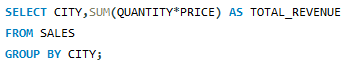 SELECT CITY,SUM(QUANTITY*PRICE) AS TOTAL_REVENUE
FROM SALES
GROUP BY CITY;